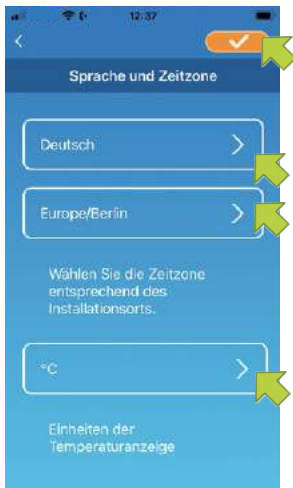 12:37
Sprache und Zeitzone
Deutsch
Europe/Berlin
Wählen Sie die Zeitzone
entsprechend des
Installationsorts.
°C
Einheiten der
Temperaturanzeige